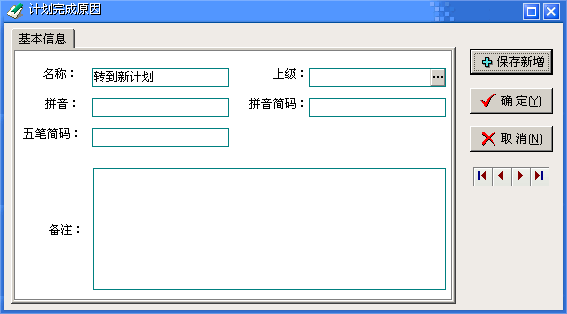 计划完成原因
基本信息
名称： 转到新计划 上级： ...
拼音： 拼音简码：
五笔简码：
备注：
保存新增
确 定(Y)
取 消(N)